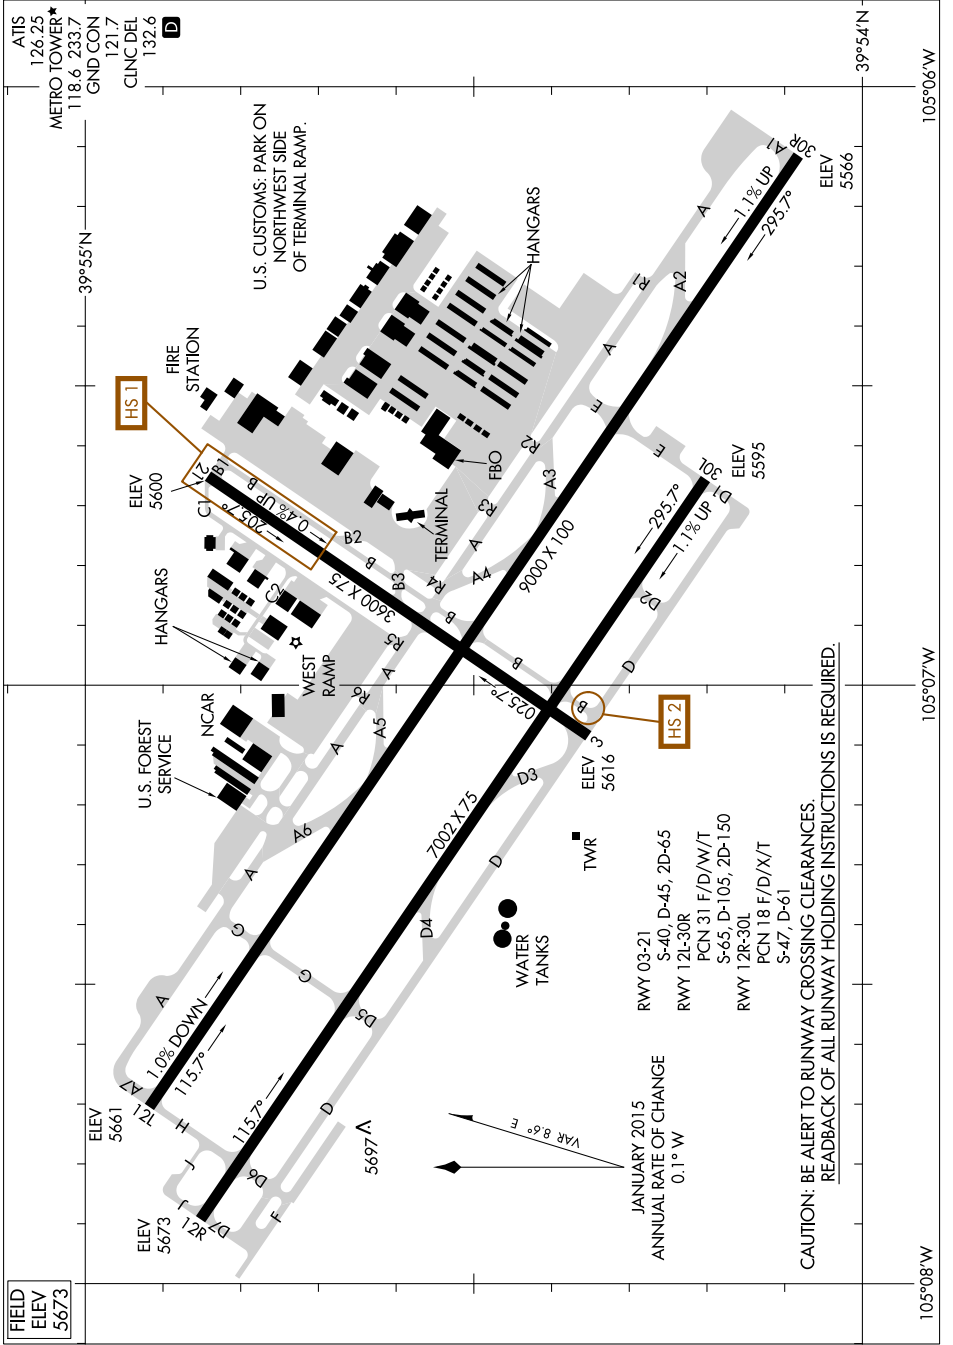 FIELD
ELEV
5673
ATIS
126.25
METRO TOWER★
118.6 233.7
GND CON
121.7
CLNC DEL
132.6
D
39°55'N
39°54'N
105°06'W
105°07'W
105°08'W
U.S. CUSTOMS: PARK ON
NORTHWEST SIDE
OF TERMINAL RAMP.
HANGARS
FIRE
STATION
HS 1
ELEV
5600
21
B1
B
C1
205.7°
0.4% UP
B2
B
B3
C2
3600 X 75
HANGARS
WEST
RAMP
NCAR
U.S. FOREST
SERVICE
TERMINAL
FBO
R1
R2
R3
R4
R5
R6
A
A
A
A
A
A
A
A1
A2
A3
A4
A5
A6
A7
30R
ELEV
5566
1.1% UP
295.7°
9000 X 100
E
E
30L
ELEV
5595
D1
295.7°
1.1% UP
D2
D
B
B
025.7°
B
HS 2
3
ELEV
5616
D3
7002 X 75
D
D4
TWR
WATER
TANKS
G
G
D5
1.0% DOWN
115.7°
12L
ELEV
5661
H
J
J
115.7°
12R
ELEV
5673
D6
D7
D
F
5697
VAR 8.6° E
JANUARY 2015
ANNUAL RATE OF CHANGE
0.1° W
RWY 03-21
S-40, D-45, 2D-65
RWY 12L-30R
PCN 31 F/D/W/T
S-65, D-105, 2D-150
RWY 12R-30L
PCN 18 F/D/X/T
S-47, D-61
CAUTION: BE ALERT TO RUNWAY CROSSING CLEARANCES.
READBACK OF ALL RUNWAY HOLDING INSTRUCTIONS IS REQUIRED.